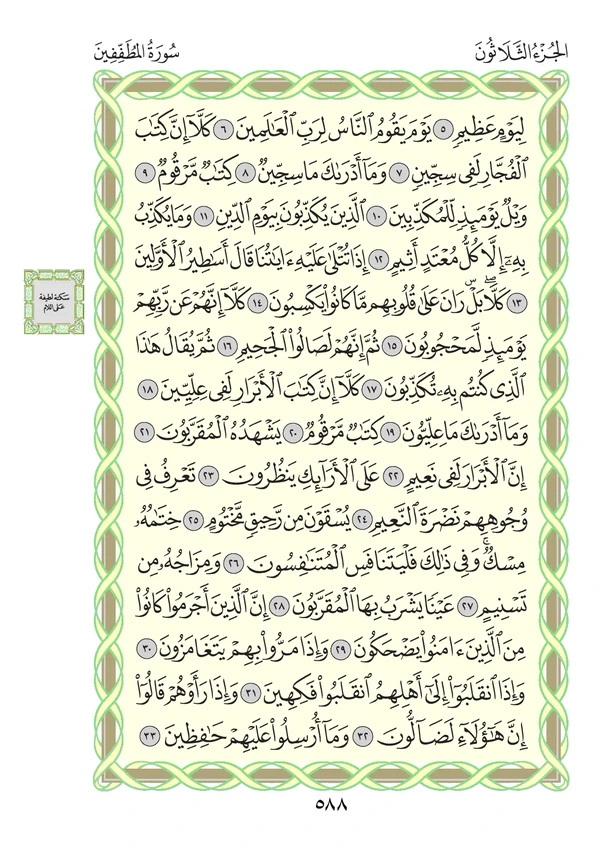 الجُزْءُ الثَّلَاثُونَ
سُورَةُ المُطَفِّفِينَ
لِيَوْمٍ عَظِيمٍ ٥ يَوْمَ يَقُومُ ٱلنَّاسُ لِرَبِّ ٱلْعَٰلَمِينَ ٦ كَلَّآ إِنَّ كِتَٰبَ
ٱلْفُجَّارِ لَفِى سِجِّينٍ ٧ وَمَآ أَدْرَىٰكَ مَا سِجِّينٌ ٨ كِتَٰبٌ مَّرْقُومٌ ٩
وَيْلٌ يَوْمَئِذٍ لِّلْمُكَذِّبِينَ ١٠ ٱلَّذِينَ يُكَذِّبُونَ بِيَوْمِ ٱلدِّينِ ١١ وَمَا يُكَذِّبُ
بِهِۦٓ إِلَّا كُلُّ مُعْتَدٍ أَثِيمٍ ١٢ إِذَا تُتْلَىٰ عَلَيْهِ ءَايَٰتُنَا قَالَ أَسَٰطِيرُ ٱلْأَوَّلِينَ
١٣ كَلَّا ۖ بَلْ ۜ رَانَ عَلَىٰ قُلُوبِهِم مَّا كَانُوا۟ يَكْسِبُونَ ١٤ كَلَّآ إِنَّهُمْ عَن رَّبِّهِمْ
سكتة لطيفة
على اللام
يَوْمَئِذٍ لَّمَحْجُوبُونَ ١٥ ثُمَّ إِنَّهُمْ لَصَالُوا۟ ٱلْجَحِيمِ ١٦ ثُمَّ يُقَالُ هَٰذَا
ٱلَّذِى كُنتُم بِهِۦ تُكَذِّبُونَ ١٧ كَلَّآ إِنَّ كِتَٰبَ ٱلْأَبْرَارِ لَفِى عِلِّيِّينَ ١٨
وَمَآ أَدْرَىٰكَ مَا عِلِّيُّونَ ١٩ كِتَٰبٌ مَّرْقُومٌ ٢٠ يَشْهَدُهُ ٱلْمُقَرَّبُونَ ٢١
إِنَّ ٱلْأَبْرَارَ لَفِى نَعِيمٍ ٢٢ عَلَى ٱلْأَرَآئِكِ يَنظُرُونَ ٢٣ تَعْرِفُ فِى
وُجُوهِهِمْ نَضْرَةَ ٱلنَّعِيمِ ٢٤ يُسْقَوْنَ مِن رَّحِيقٍ مَّخْتُومٍ ٢٥ خِتَٰمُهُۥ
مِسْكٌ ۚ وَفِى ذَٰلِكَ فَلْيَتَنَافَسِ ٱلْمُتَنَٰفِسُونَ ٢٦ وَمِزَاجُهُۥ مِن
تَسْنِيمٍ ٢٧ عَيْنًا يَشْرَبُ بِهَا ٱلْمُقَرَّبُونَ ٢٨ إِنَّ ٱلَّذِينَ أَجْرَمُوا۟ كَانُوا۟
مِنَ ٱلَّذِينَ ءَامَنُوا۟ يَضْحَكُونَ ٢٩ وَإِذَا مَرُّوا۟ بِهِمْ يَتَغَامَزُونَ ٣٠
وَإِذَا ٱنقَلَبُوٓا۟ إِلَىٰٓ أَهْلِهِمُ ٱنقَلَبُوا۟ فَكِهِينَ ٣١ وَإِذَا رَأَوْهُمْ قَالُوٓا۟
إِنَّ هَٰٓؤُلَآءِ لَضَآلُّونَ ٣٢ وَمَآ أُرْسِلُوا۟ عَلَيْهِمْ حَٰفِظِينَ ٣٣
٥٨٨